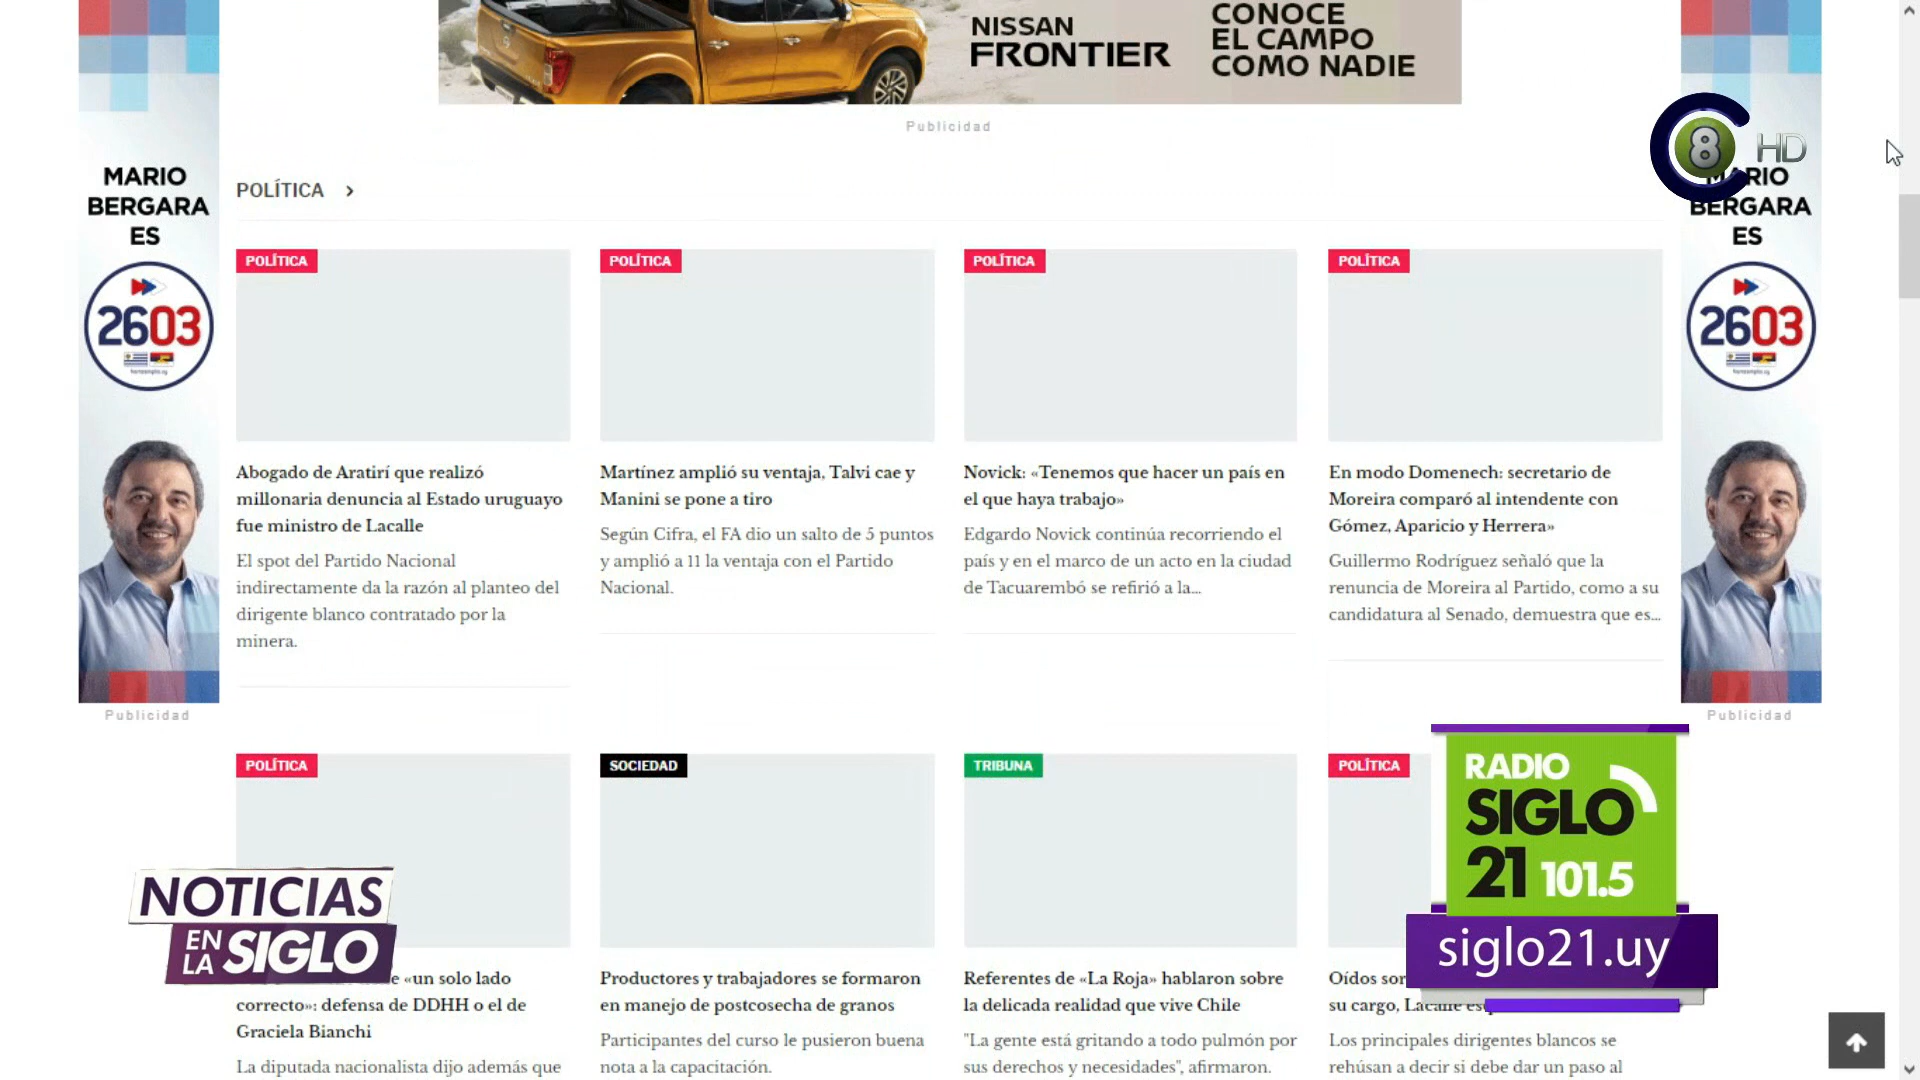 NISSAN
FRONTIER
CONOCE
EL CAMPO
COMO NADIE
Publicidad
8 HD
MARIO
BERGARA
ES
2603
Publicidad
POLÍTICA
POLÍTICA
Abogado de Aratirí que realizó
millonaria denuncia al Estado uruguayo
fue ministro de Lacalle
El spot del Partido Nacional
indirectamente da la razón al planteo del
dirigente blanco contratado por la
minera.
POLÍTICA
Martínez amplió su ventaja, Talvi cae y
Manini se pone a tiro
Según Cifra, el FA dio un salto de 5 puntos
y amplió a 11 la ventaja con el Partido
Nacional.
POLÍTICA
Novick: «Tenemos que hacer un país en
el que haya trabajo»
Edgardo Novick continúa recorriendo el
país y en el marco de un acto en la ciudad
de Tacuarembó se refirió a la...
POLÍTICA
En modo Domenech: secretario de
Moreira comparó al intendente con
Gómez, Aparicio y Herrera»
Guillermo Rodríguez señaló que la
renuncia de Moreira al Partido, como a su
candidatura al Senado, demuestra que es...
MARIO
BERGARA
ES
2603
Publicidad
POLÍTICA
«un solo lado
correcto»: defensa de DDHH o el de
Graciela Bianchi
La diputada nacionalista dijo además que
SOCIEDAD
Productores y trabajadores se formaron
en manejo de postcosecha de granos
Participantes del curso le pusieron buena
nota a la capacitación.
TRIBUNA
Referentes de «La Roja» hablaron sobre
la delicada realidad que vive Chile
"La gente está gritando a todo pulmón por
sus derechos y necesidades", afirmaron.
POLÍTICA
Oídos
su cargo, Lacalle
Los principales dirigentes blancos se
rehúsan a decir si debe dar un paso al
NOTICIAS
EN LA SIGLO
RADIO
SIGLO
21 101.5
siglo21.uy